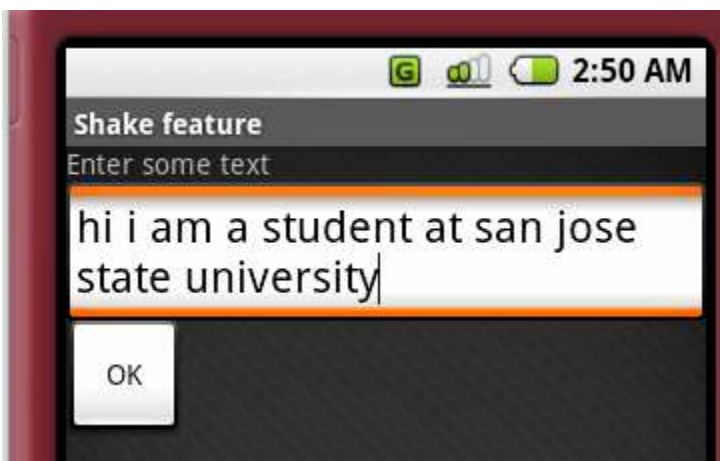 G 2:50 AM
Shake feature
Enter some text
hi i am a student at san jose
state university
OK